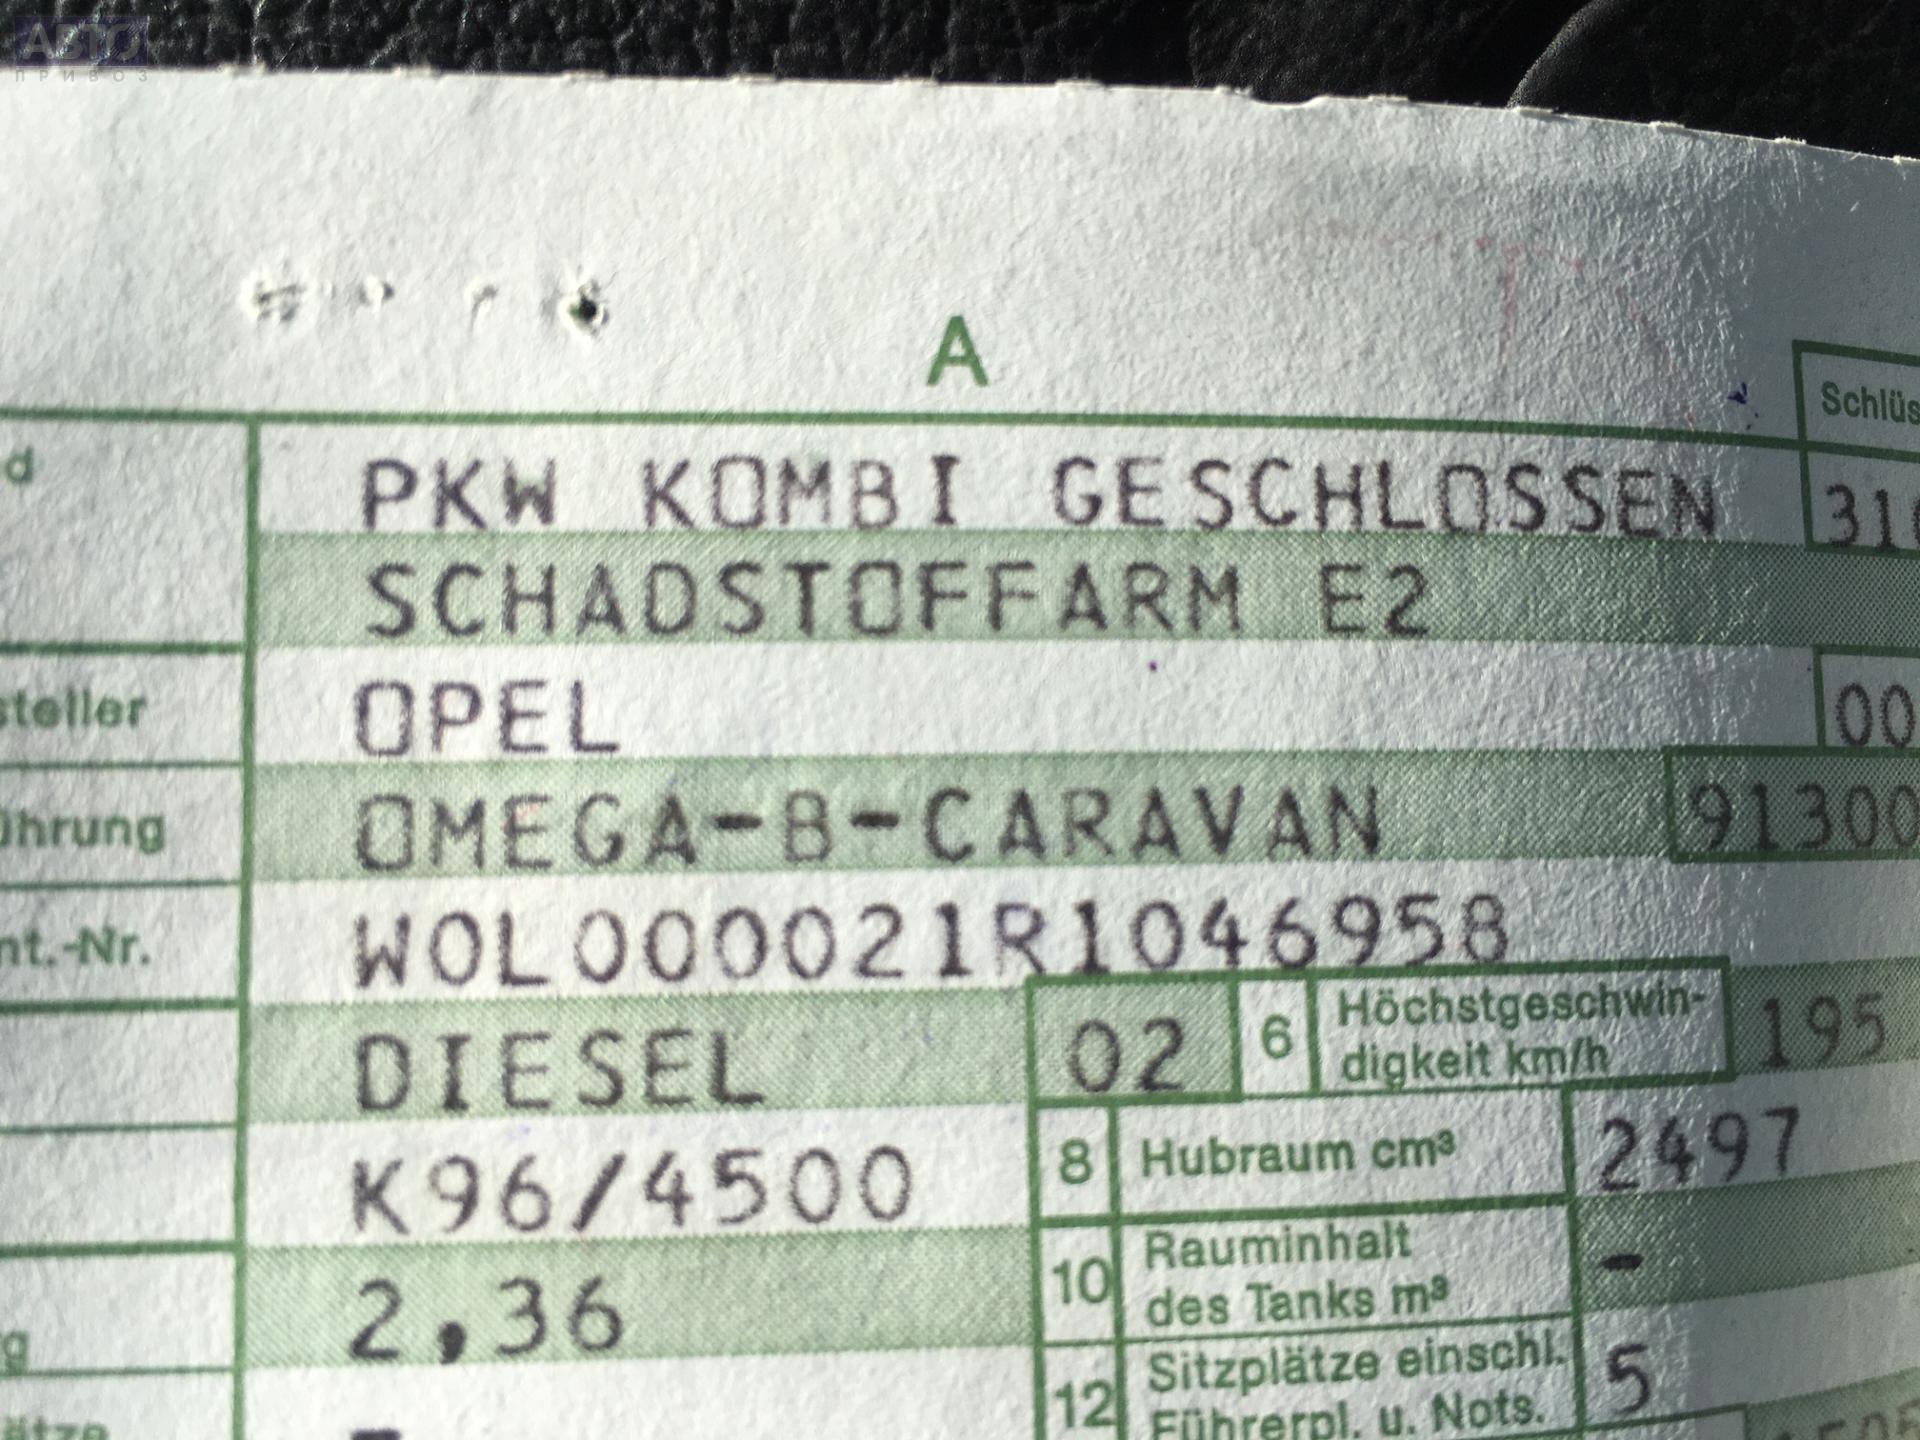 АВТО
ПРИВОЗ
A
Schlüs
d
PKW KOMBI GESCHLOSSEN
310
SCHADSTOFFARM E2
steller
OPEL
00
ührung
OMEGA-B-CARAVAN
91300
nt.-Nr.
W0L000021R1046958
DIESEL
02
6
Höchstgeschwin-
digkeit km/h
195
K96/4500
8
Hubraum cm³
2497
2,36
10
Rauminhalt
des Tanks m³
-
g
12
Sitzplätze einschl.
Führerpl. u. Nots.
5
ätze
-